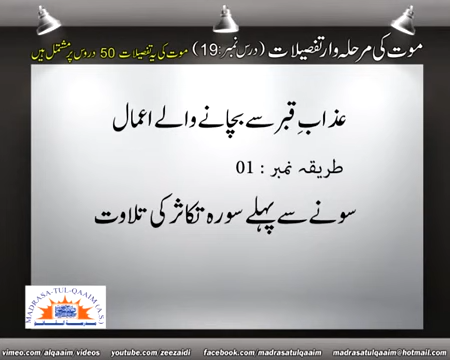 موت کی مرحلہ وار تفصیلات (درس نمبر:19) موت کی یہ تفصیلات 50 دروس پر مشتمل ہیں
عذابِ قبر سے بچانے والے اعمال
طریقہ نمبر : 01
سونے سے پہلے سورہ تکاثر کی تلاوت
MADRASA-TUL-QAAIM (A.S)
vimeo.com/alqaaim_videos youtube.com/zeezaidi facebook.com/madrasatulqaaim madrasatulqaaim@hotmail.com